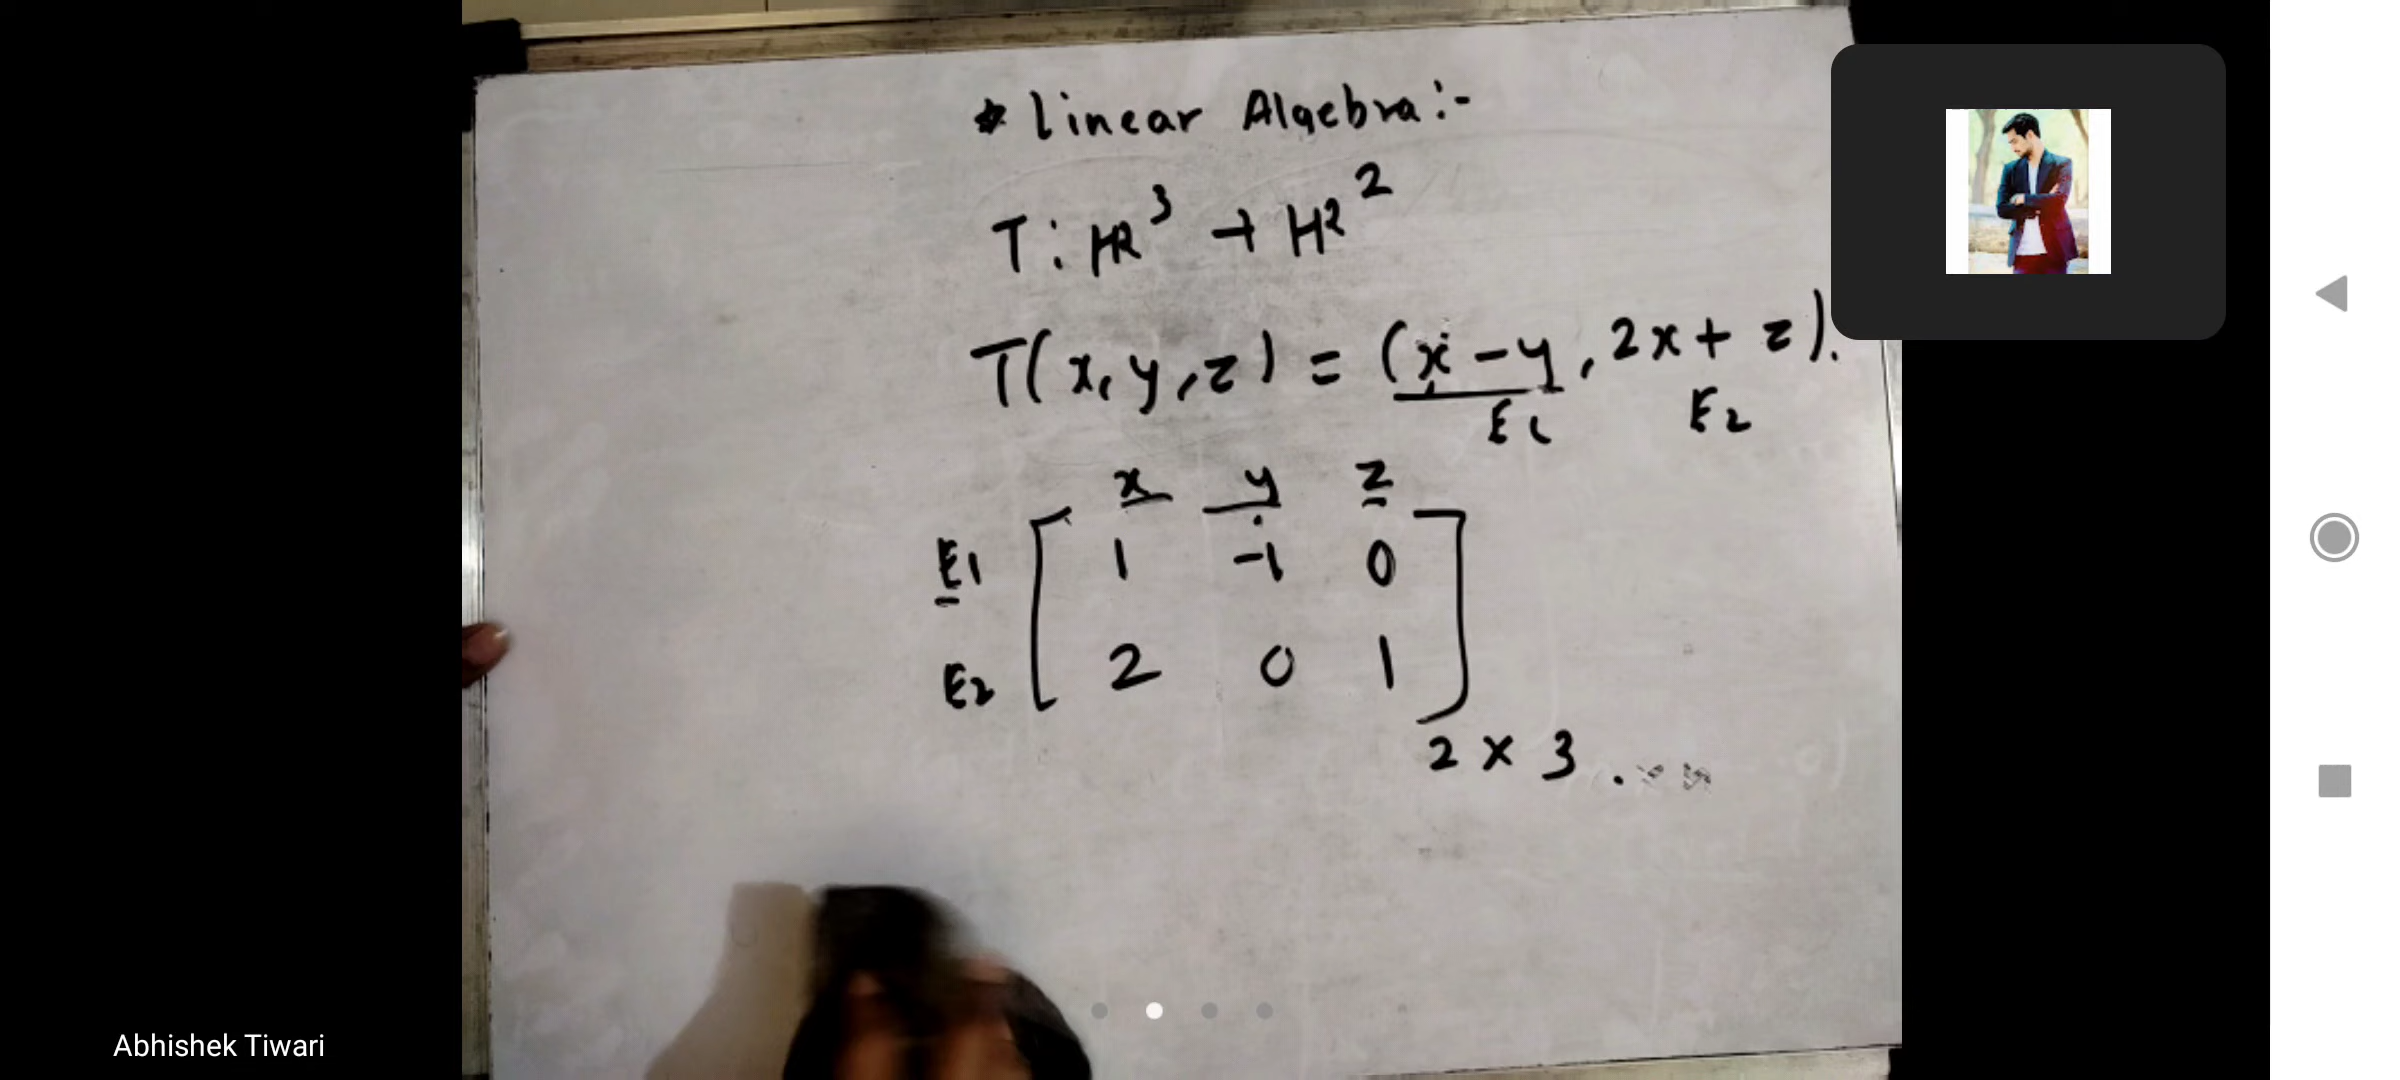 * Linear Algebra:-
T: ℝ³ → ℝ²
T(x, y, z) = (x - y, 2x + z).
E1 E2
x y z
E1 [ 1 -1 0
E2 2 0 1 ]
2 x 3 .
Abhishek Tiwari